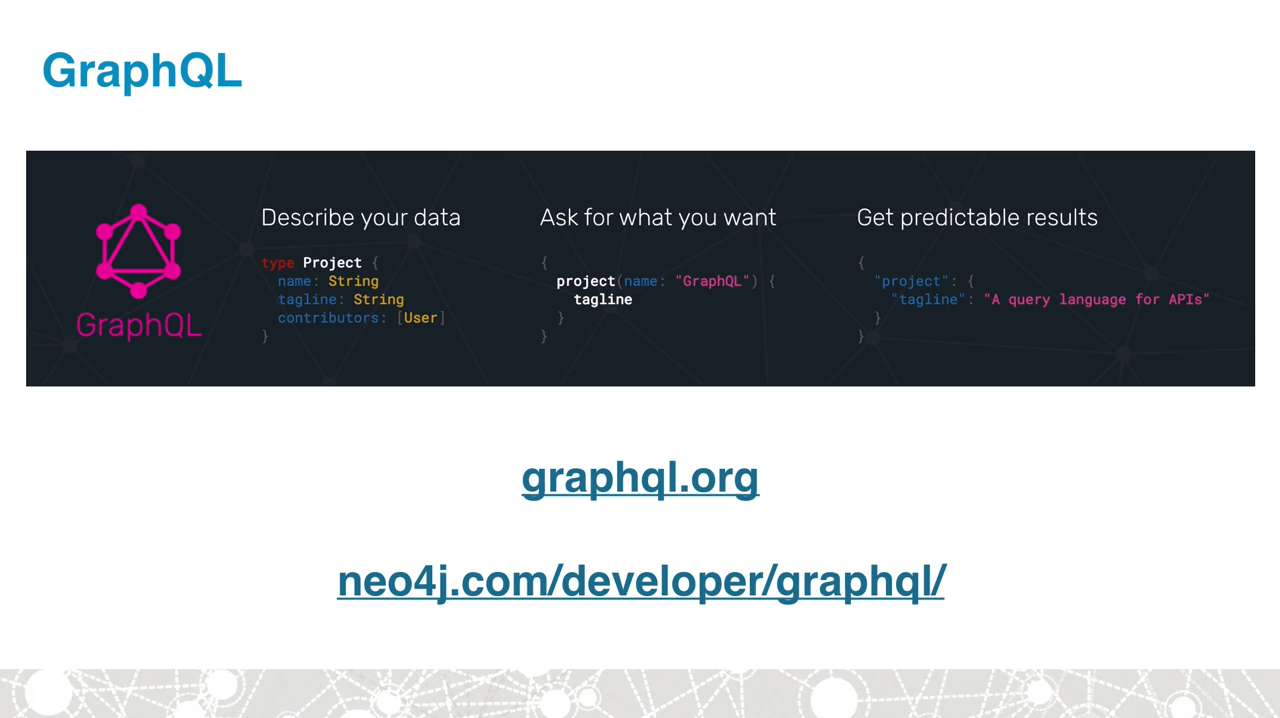 GraphQL
GraphQL
Describe your data
type Project {
  name: String
  tagline: String
  contributors: [User]
}
Ask for what you want
{
  project(name: "GraphQL") {
    tagline
  }
}
Get predictable results
{
  "project": {
    "tagline": "A query language for APIs"
  }
}
graphql.org
neo4j.com/developer/graphql/